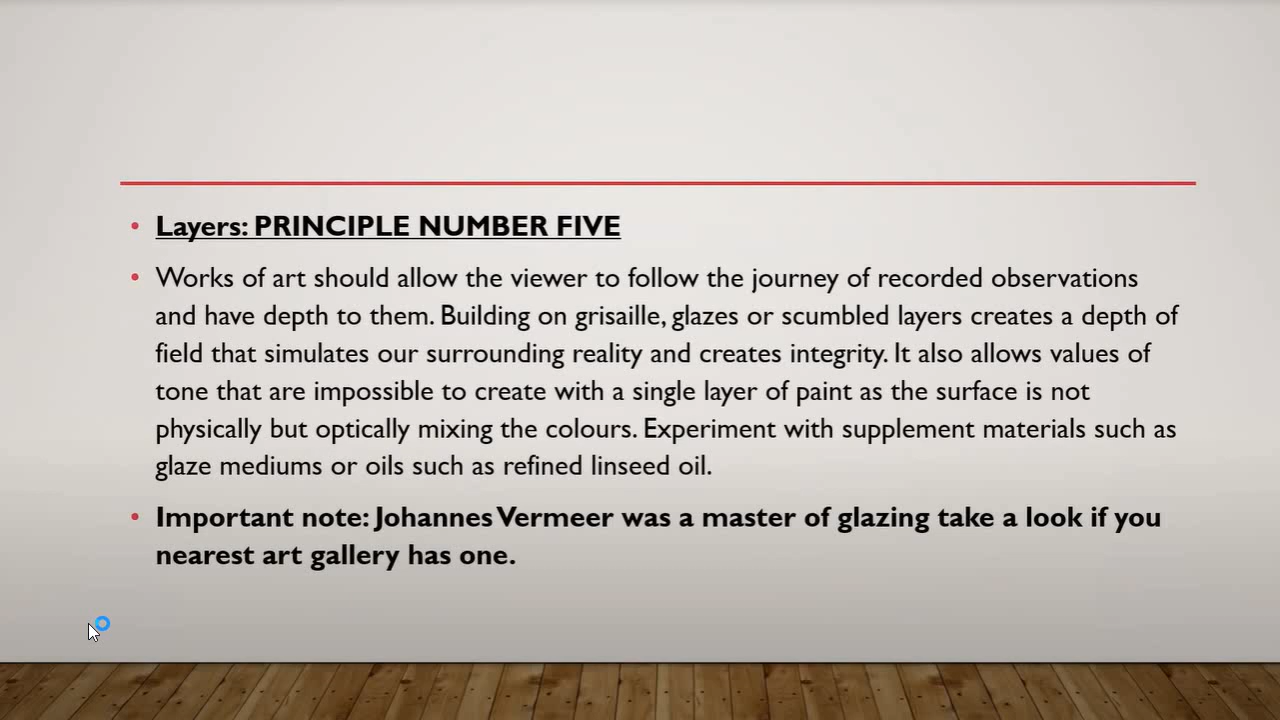 Layers: PRINCIPLE NUMBER FIVE
Works of art should allow the viewer to follow the journey of recorded observations
and have depth to them. Building on grisaille, glazes or scumbled layers creates a depth of
field that simulates our surrounding reality and creates integrity. It also allows values of
tone that are impossible to create with a single layer of paint as the surface is not
physically but optically mixing the colours. Experiment with supplement materials such as
glaze mediums or oils such as refined linseed oil.
Important note: Johannes Vermeer was a master of glazing take a look if you
nearest art gallery has one.